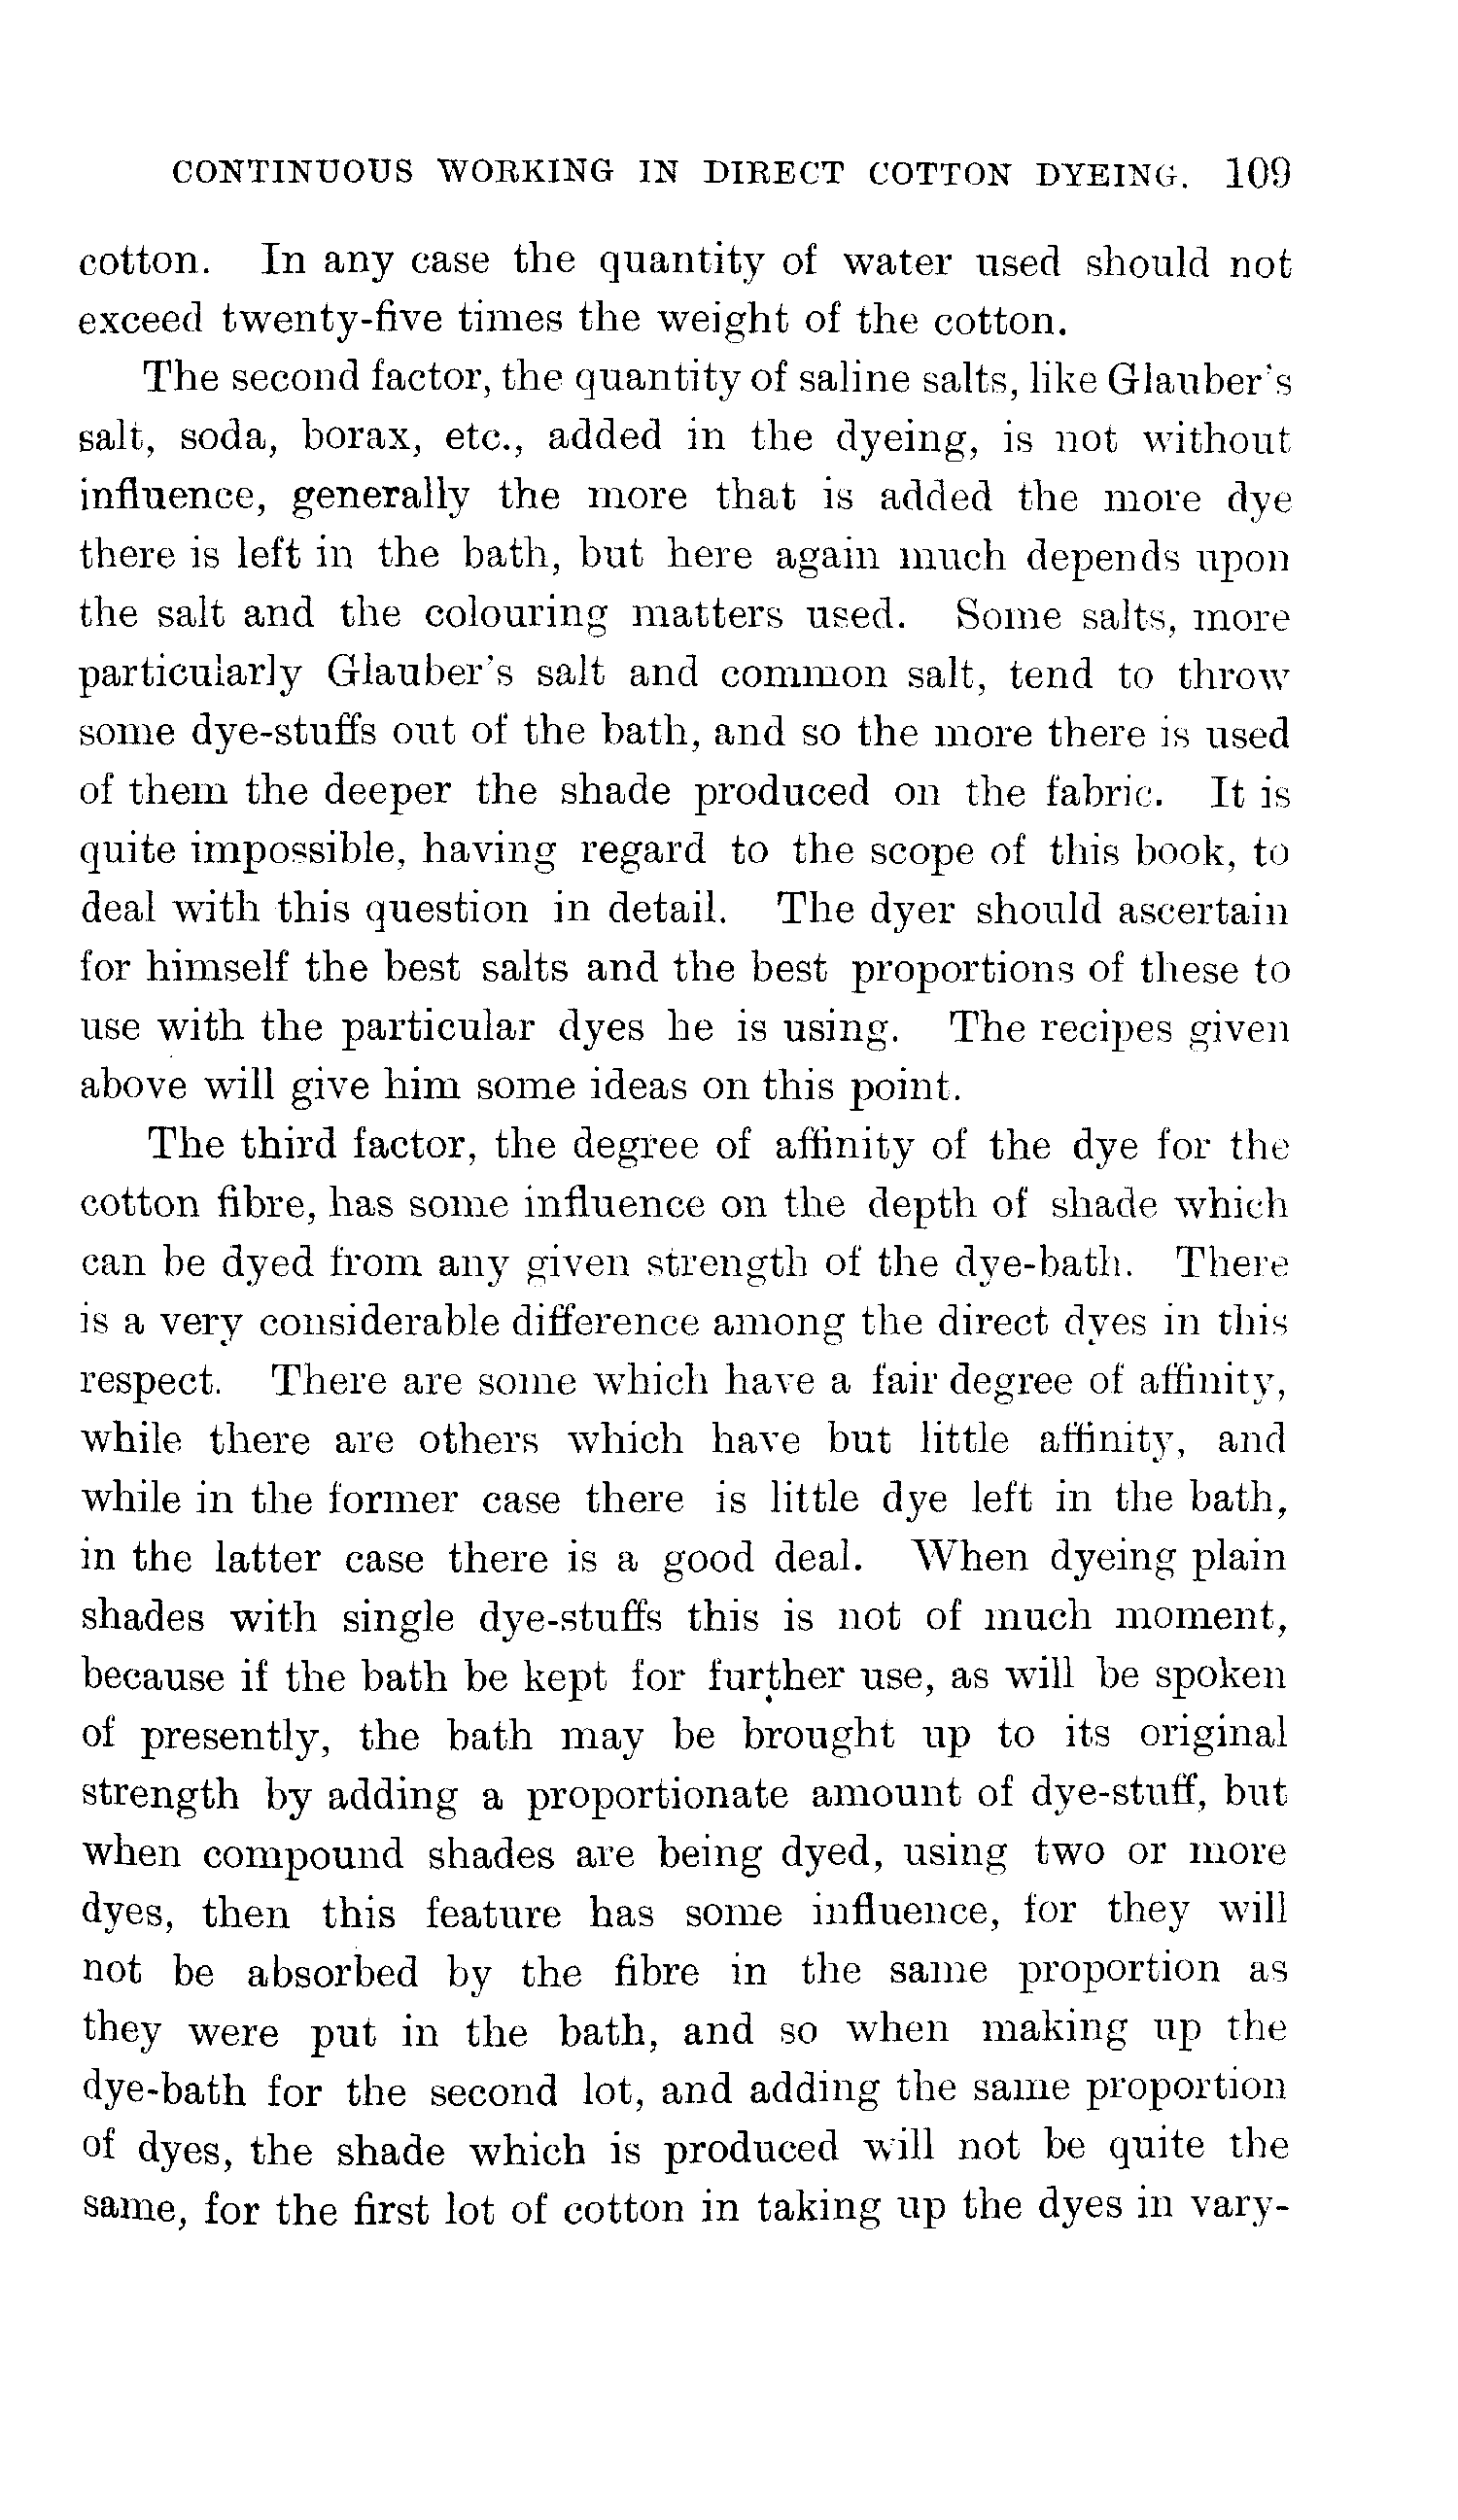 CONTINUOUS WORKING IN DIRECT COTTON DYEING. 109
cotton. In any case the quantity of water used should not
exceed twenty-five times the weight of the cotton.
The second factor, the quantity of saline salts, like Glauber's
salt, soda, borax, etc., added in the dyeing, is not without
influence, generally the more that is added the more dye
there is left in the bath, but here again much depends upon
the salt and the colouring matters used. Some salts, more
particularly Glauber's salt and common salt, tend to throw
some dye-stuffs out of the bath, and so the more there is used
of them the deeper the shade produced on the fabric. It is
quite impossible, having regard to the scope of this book, to
deal with this question in detail. The dyer should ascertain
for himself the best salts and the best proportions of these to
use with the particular dyes he is using. The recipes given
above will give him some ideas on this point.
The third factor, the degree of affinity of the dye for the
cotton fibre, has some influence on the depth of shade which
can be dyed from any given strength of the dye-bath. There
is a very considerable difference among the direct dyes in this
respect. There are some which have a fair degree of affinity,
while there are others which have but little affinity, and
while in the former case there is little dye left in the bath,
in the latter case there is a good deal. When dyeing plain
shades with single dye-stuffs this is not of much moment,
because if the bath be kept for further use, as will be spoken
of presently, the bath may be brought up to its original
strength by adding a proportionate amount of dye-stuff, but
when compound shades are being dyed, using two or more
dyes, then this feature has some influence, for they will
not be absorbed by the fibre in the same proportion as
they were put in the bath, and so when making up the
dye-bath for the second lot, and adding the same proportion
of dyes, the shade which is produced will not be quite the
same, for the first lot of cotton in taking up the dyes in vary-